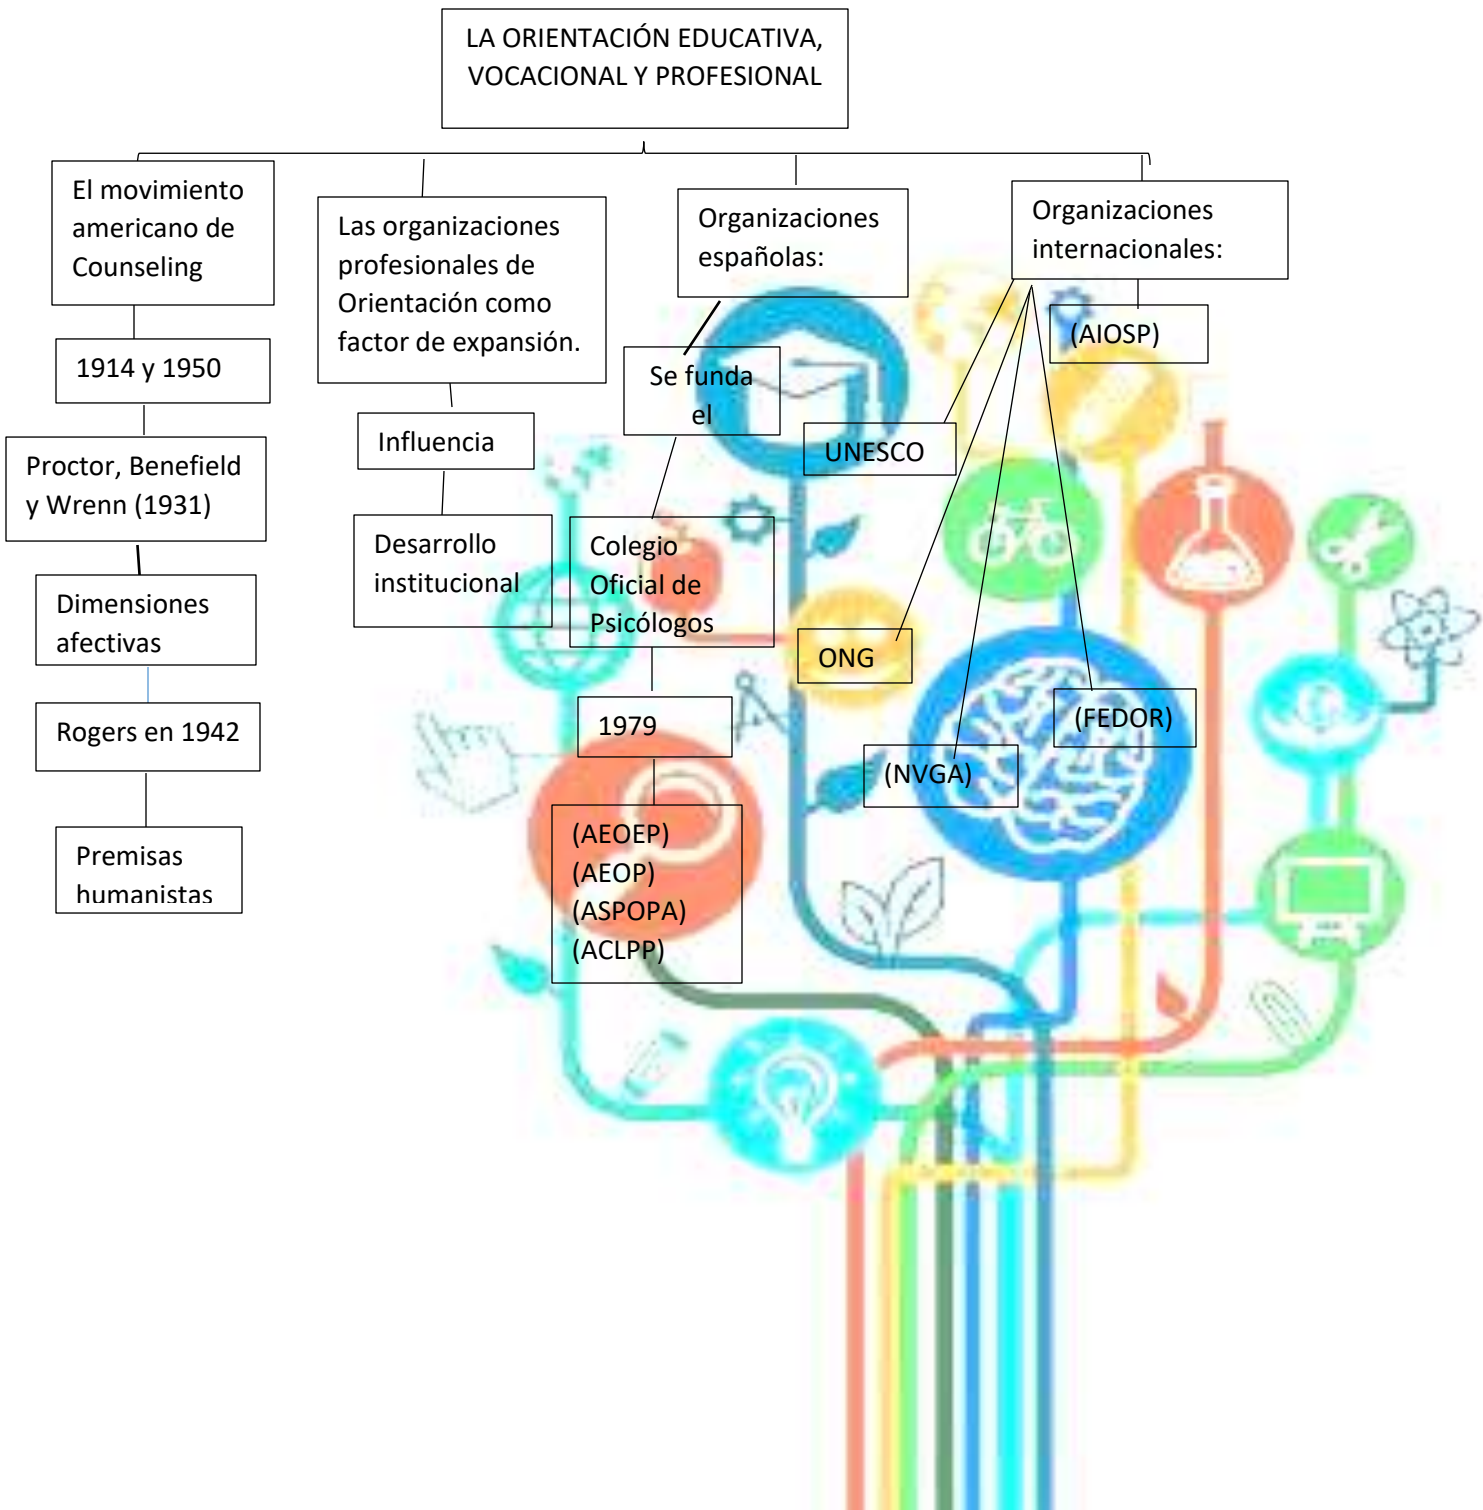 LA ORIENTACIÓN EDUCATIVA,
VOCACIONAL Y PROFESIONAL
El movimiento
americano de
Counseling
1914 y 1950
Proctor, Benefield
y Wrenn (1931)
Dimensiones
afectivas
Rogers en 1942
Premisas
humanistas
Las organizaciones
profesionales de
Orientación como
factor de expansión.
Influencia
Desarrollo
institucional
Organizaciones
españolas:
Se funda
el
Colegio
Oficial de
Psicólogos
1979
(AEOEP)
(AEOP)
(ASPOPA)
(ACLPP)
Organizaciones
internacionales:
(AIOSP)
UNESCO
ONG
(FEDOR)
(NVGA)